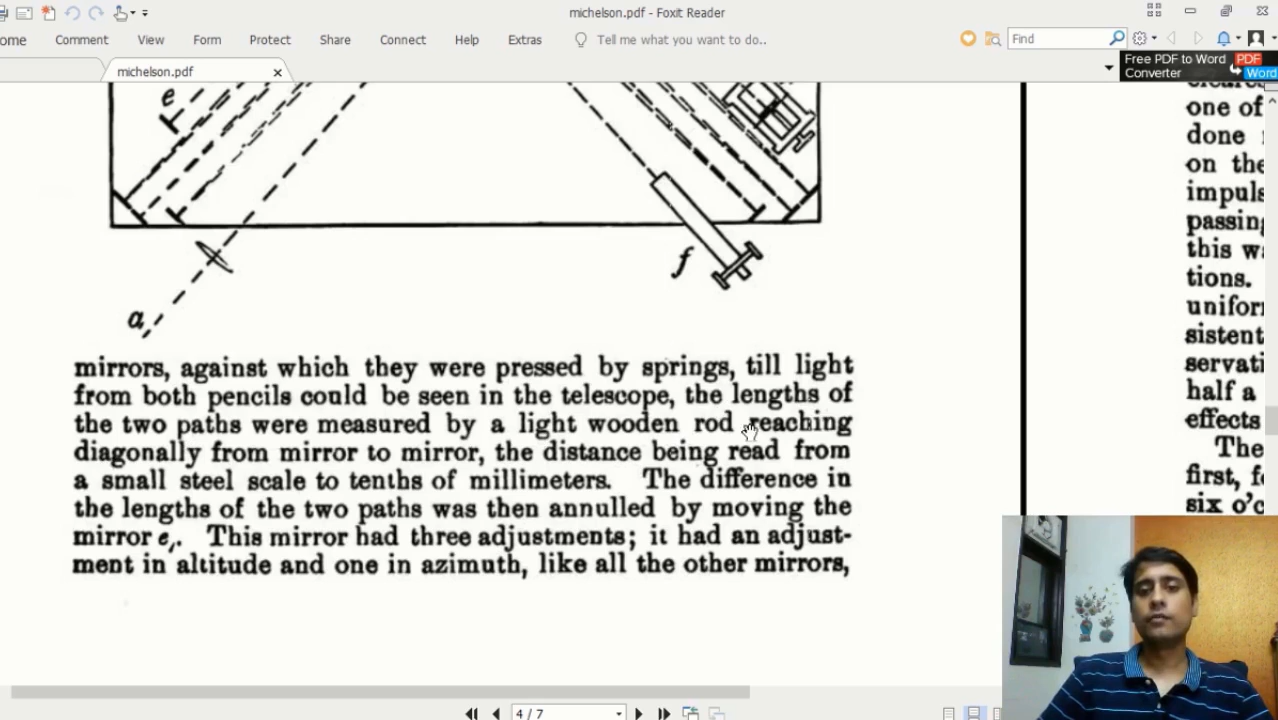 michelson.pdf - Foxit Reader
ome Comment View Form Protect Share Connect Help Extras Tell me what you want to do.. Find
michelson.pdf
Free PDF to Word
Converter
PDF
Word
e
f
a,
mirrors, against which they were pressed by springs, till light
from both pencils could be seen in the telescope, the lengths of
the two paths were measured by a light wooden rod reaching
diagonally from mirror to mirror, the distance being read from
a small steel scale to tenths of millimeters. The difference in
the lengths of the two paths was then annulled by moving the
mirror e,. This mirror had three adjustments; it had an adjust-
ment in altitude and one in azimuth, like all the other mirrors,
one of
done
on the
impuls
passing
this w
tions.
unifor
sistent
servati
half a
effects
The
first, f
six o'c
4 / 7